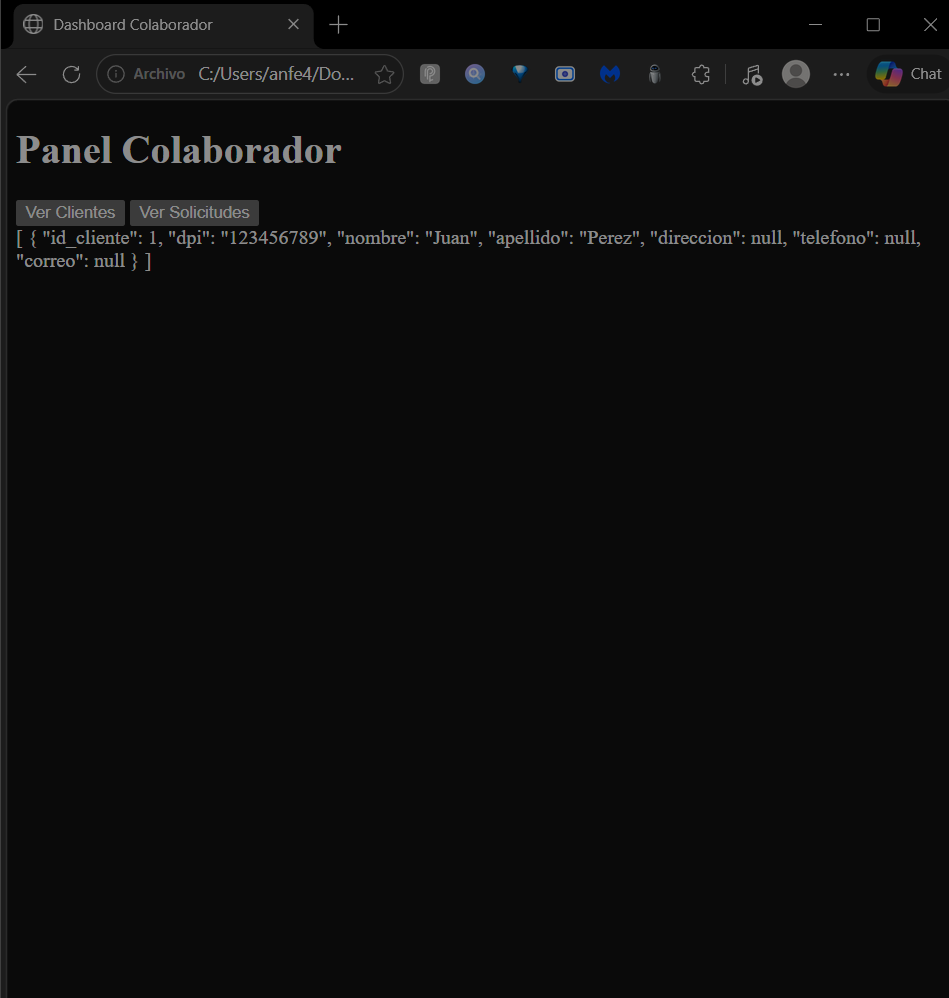 Dashboard Colaborador
Archivo C:/Users/anfe4/Do...
Chat
Panel Colaborador
Ver Clientes Ver Solicitudes
[ { "id_cliente": 1, "dpi": "123456789", "nombre": "Juan", "apellido": "Perez", "direccion": null, "telefono": null,
"correo": null } ]